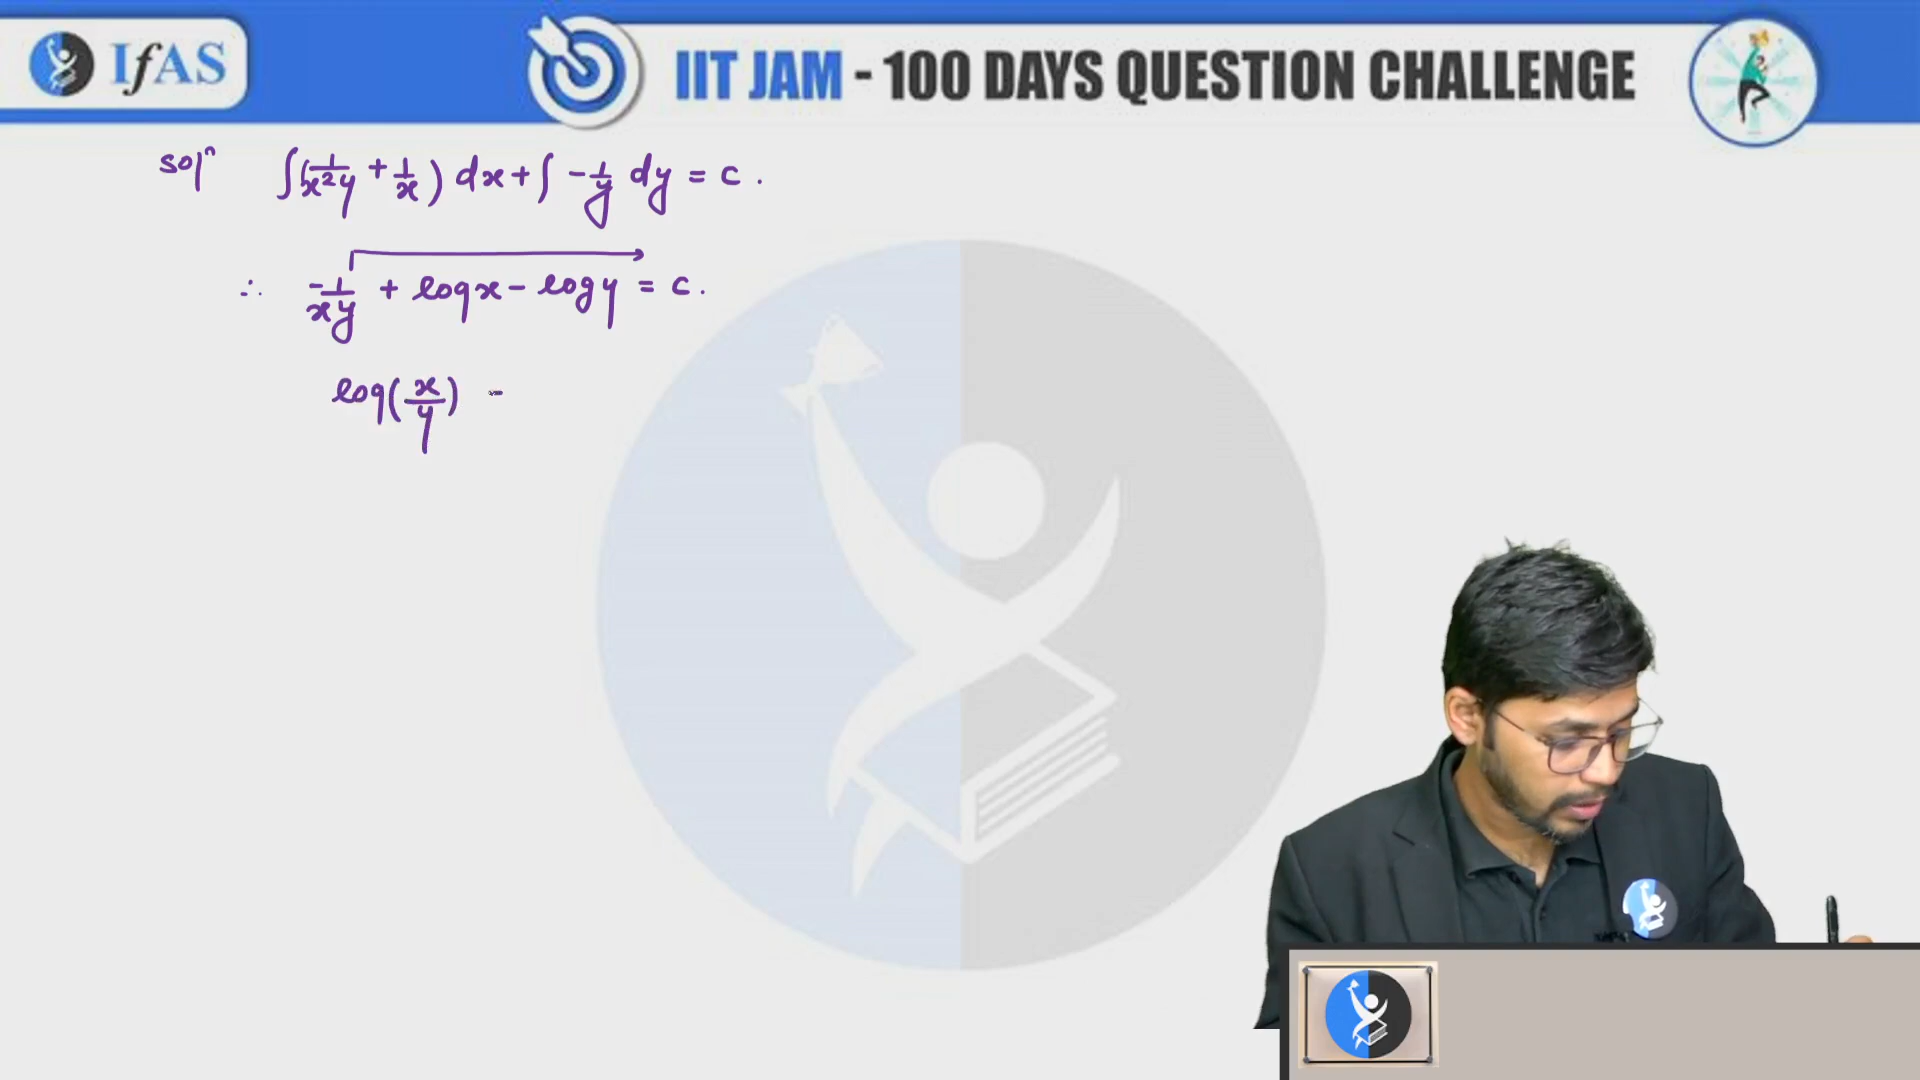 IfAS
IIT JAM - 100 DAYS QUESTION CHALLENGE
Solⁿ ∫(1/x²y + 1/x) dx + ∫ -1/y dy = c .
∴ -1/xy + log x - log y = c .
log(x/y) -